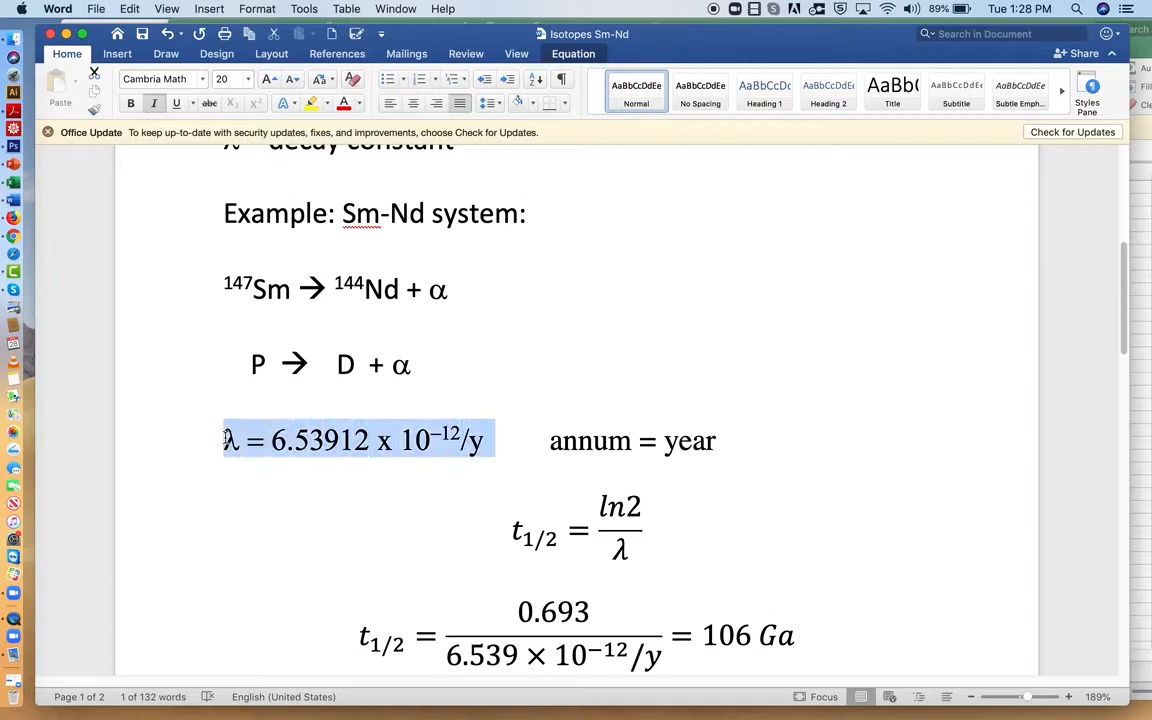 Word File Edit View Insert Format Tools Table Window Help 89% Tue 1:28 PM
Isotopes Sm-Nd Search in Document
Home Insert Draw Design Layout References Mailings Review View Equation Share
Paste Cambria Math 20 AaBbCcDdEe AaBbCcDdEe AaBbCcDc AaBbCcDdEe AaBb( AaBbCcDdEe AaBbCcDdEe
B I U abc X₂ X² A A Normal No Spacing Heading 1 Heading 2 Title Subtitle Subtle Emph... Styles Pane
Office Update To keep up-to-date with security updates, fixes, and improvements, choose Check for Updates. Check for Updates
decay constant
Example: Sm-Nd system:
¹⁴⁷Sm → ¹⁴⁴Nd + α
P → D + α
λ = 6.53912 x 10⁻¹²/y annum = year
t₁/₂ = ln2 / λ
t₁/₂ = 0.693 / 6.539 × 10⁻¹²/y = 106 Ga
Page 1 of 2 1 of 132 words English (United States) Focus 189%